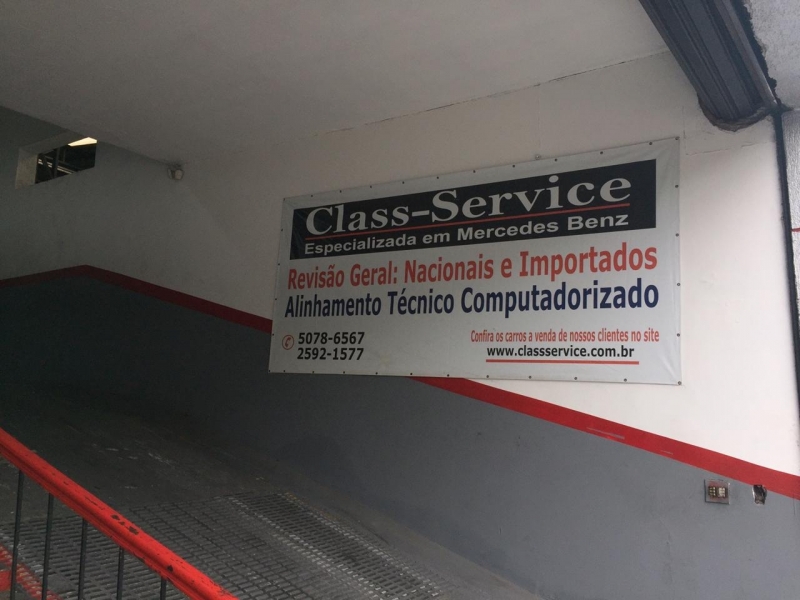 Class-Service
Especializada em Mercedes Benz
Revisão Geral: Nacionais e Importados
Alinhamento Técnico Computadorizado
5078-6567
2592-1577
Confira os carros a venda de nossos clientes no site
www.classservice.com.br